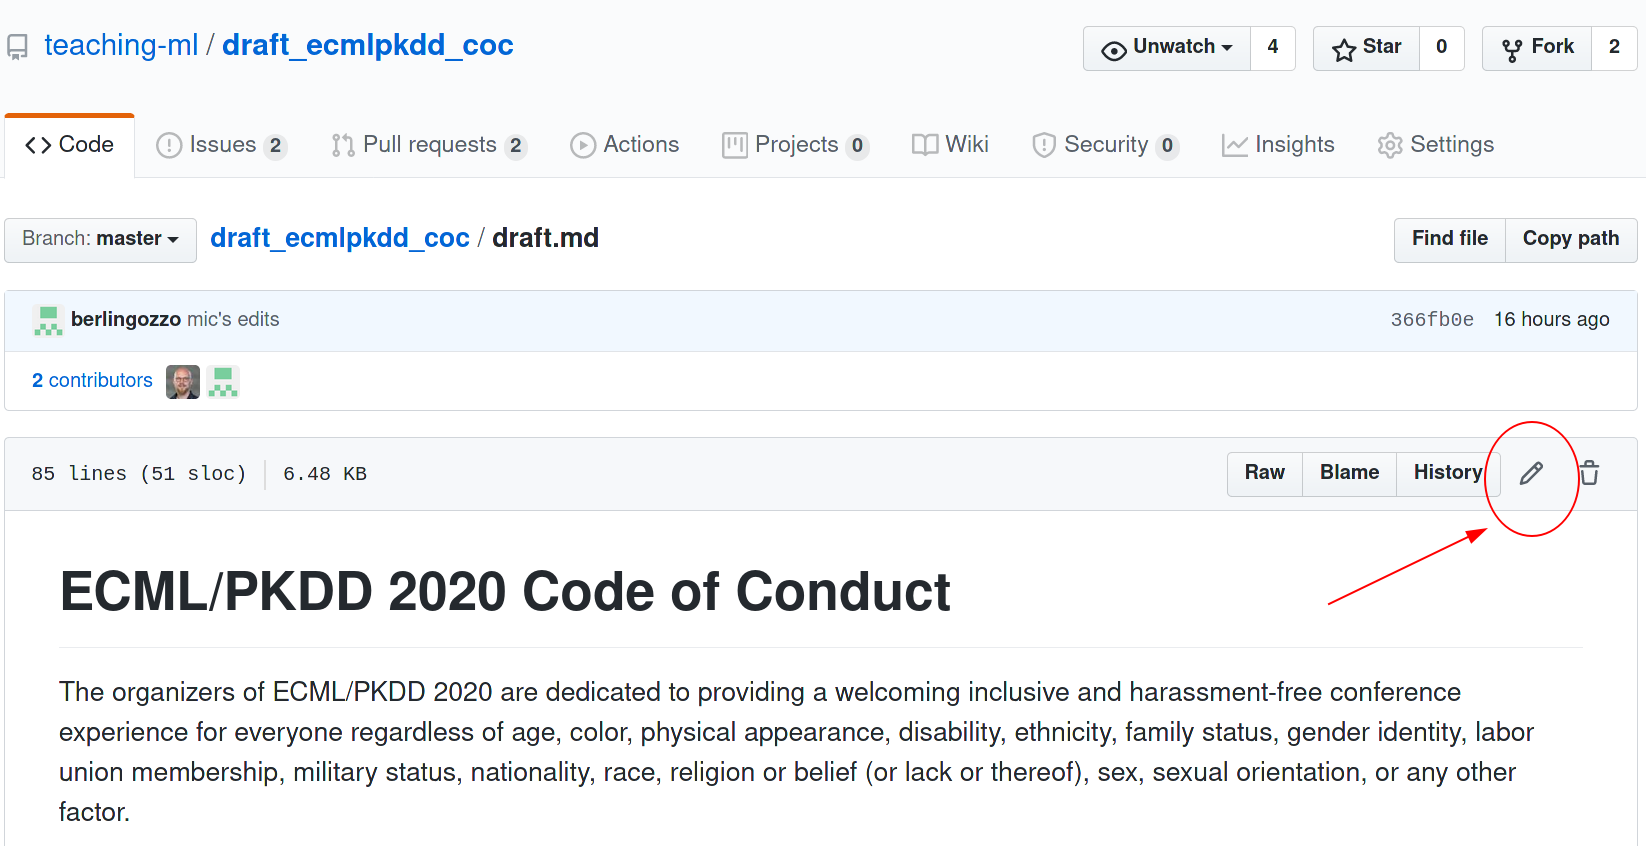 teaching-ml / draft_ecmlpkdd_coc
Unwatch 4 Star 0 Fork 2
Code Issues 2 Pull requests 2 Actions Projects 0 Wiki Security 0 Insights Settings
Branch: master draft_ecmlpkdd_coc / draft.md Find file Copy path
berlingozzo mic's edits 366fb0e 16 hours ago
2 contributors
85 lines (51 sloc) 6.48 KB Raw Blame History
ECML/PKDD 2020 Code of Conduct
The organizers of ECML/PKDD 2020 are dedicated to providing a welcoming inclusive and harassment-free conference
experience for everyone regardless of age, color, physical appearance, disability, ethnicity, family status, gender identity, labor
union membership, military status, nationality, race, religion or belief (or lack or thereof), sex, sexual orientation, or any other
factor.